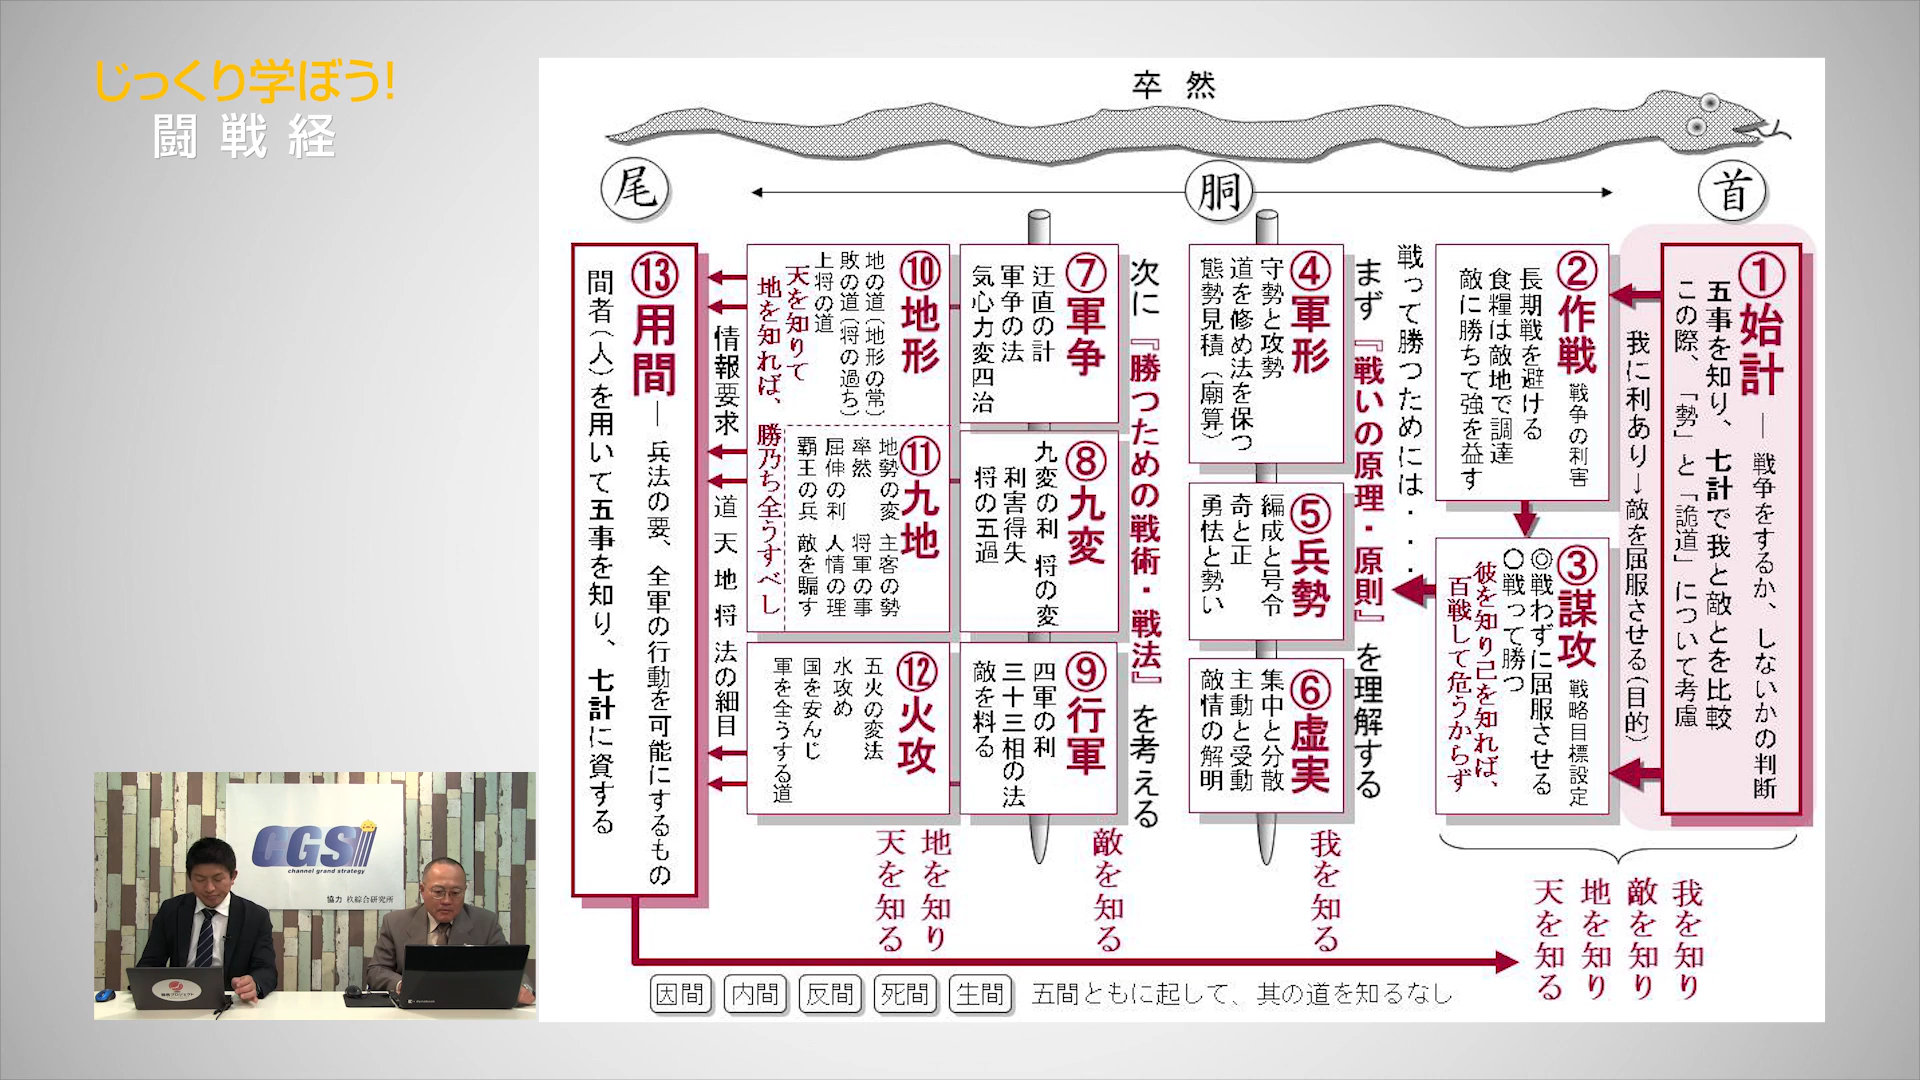 じっくり学ぼう!
闘戦経
卒然
首
胴
尾
①始計
― 戦争をするか、しないかの判断
五事を知り、七計で我と敵とを比較
この際、「勢」と「詭道」について考慮
我に利あり→敵を屈服させる(目的)
②作戦
戦争の利害
長期戦を避ける
食糧は敵地で調達
敵に勝ちて強を益す
③謀攻
戦略目標設定
◎戦わずに屈服させる
〇戦って勝つ
彼を知り己を知れば、
百戦して危うからず
戦って勝つためには・・・
まず『戦いの原理・原則』を理解する
④軍形
守勢と攻勢
道を修め法を保つ
態勢見積(廟算)
⑤兵勢
編成と号令
奇と正
勇怯と勢い
⑥虚実
集中と分散
主動と受動
敵情の解明
次に『勝つための戦術・戦法』を考える
⑦軍争
迂直の計
軍争の法
気心力変四治
⑧九変
九変の利 将の変
利害得失
将の五過
⑨行軍
四軍の利
三十三相の法
敵を料る
⑩地形
地の道(地形の常)
敗の道(将の過ち)
上将の道
天を知りて
地を知れば、勝乃ち全うすべし
⑪九地
地勢の変 主客の勢
率然 将軍の事
屈伸の利 人情の理
覇王の兵 敵を騙す
⑫火攻
五火の変法
水攻め
国を安んじ
軍を全うする道
情報要求 道 天 地 将 法の細目
⑬用間
― 兵法の要、全軍の行動を可能にするもの
間者(人)を用いて五事を知り、七計に資する
我を知り
敵を知り
地を知り
天を知る
我を知る
敵を知る
地を知り
天を知る
因間 内間 反間 死間 生間 五間ともに起して、其の道を知るなし
CGS
channel grand strategy
協力 杦綜合研究所